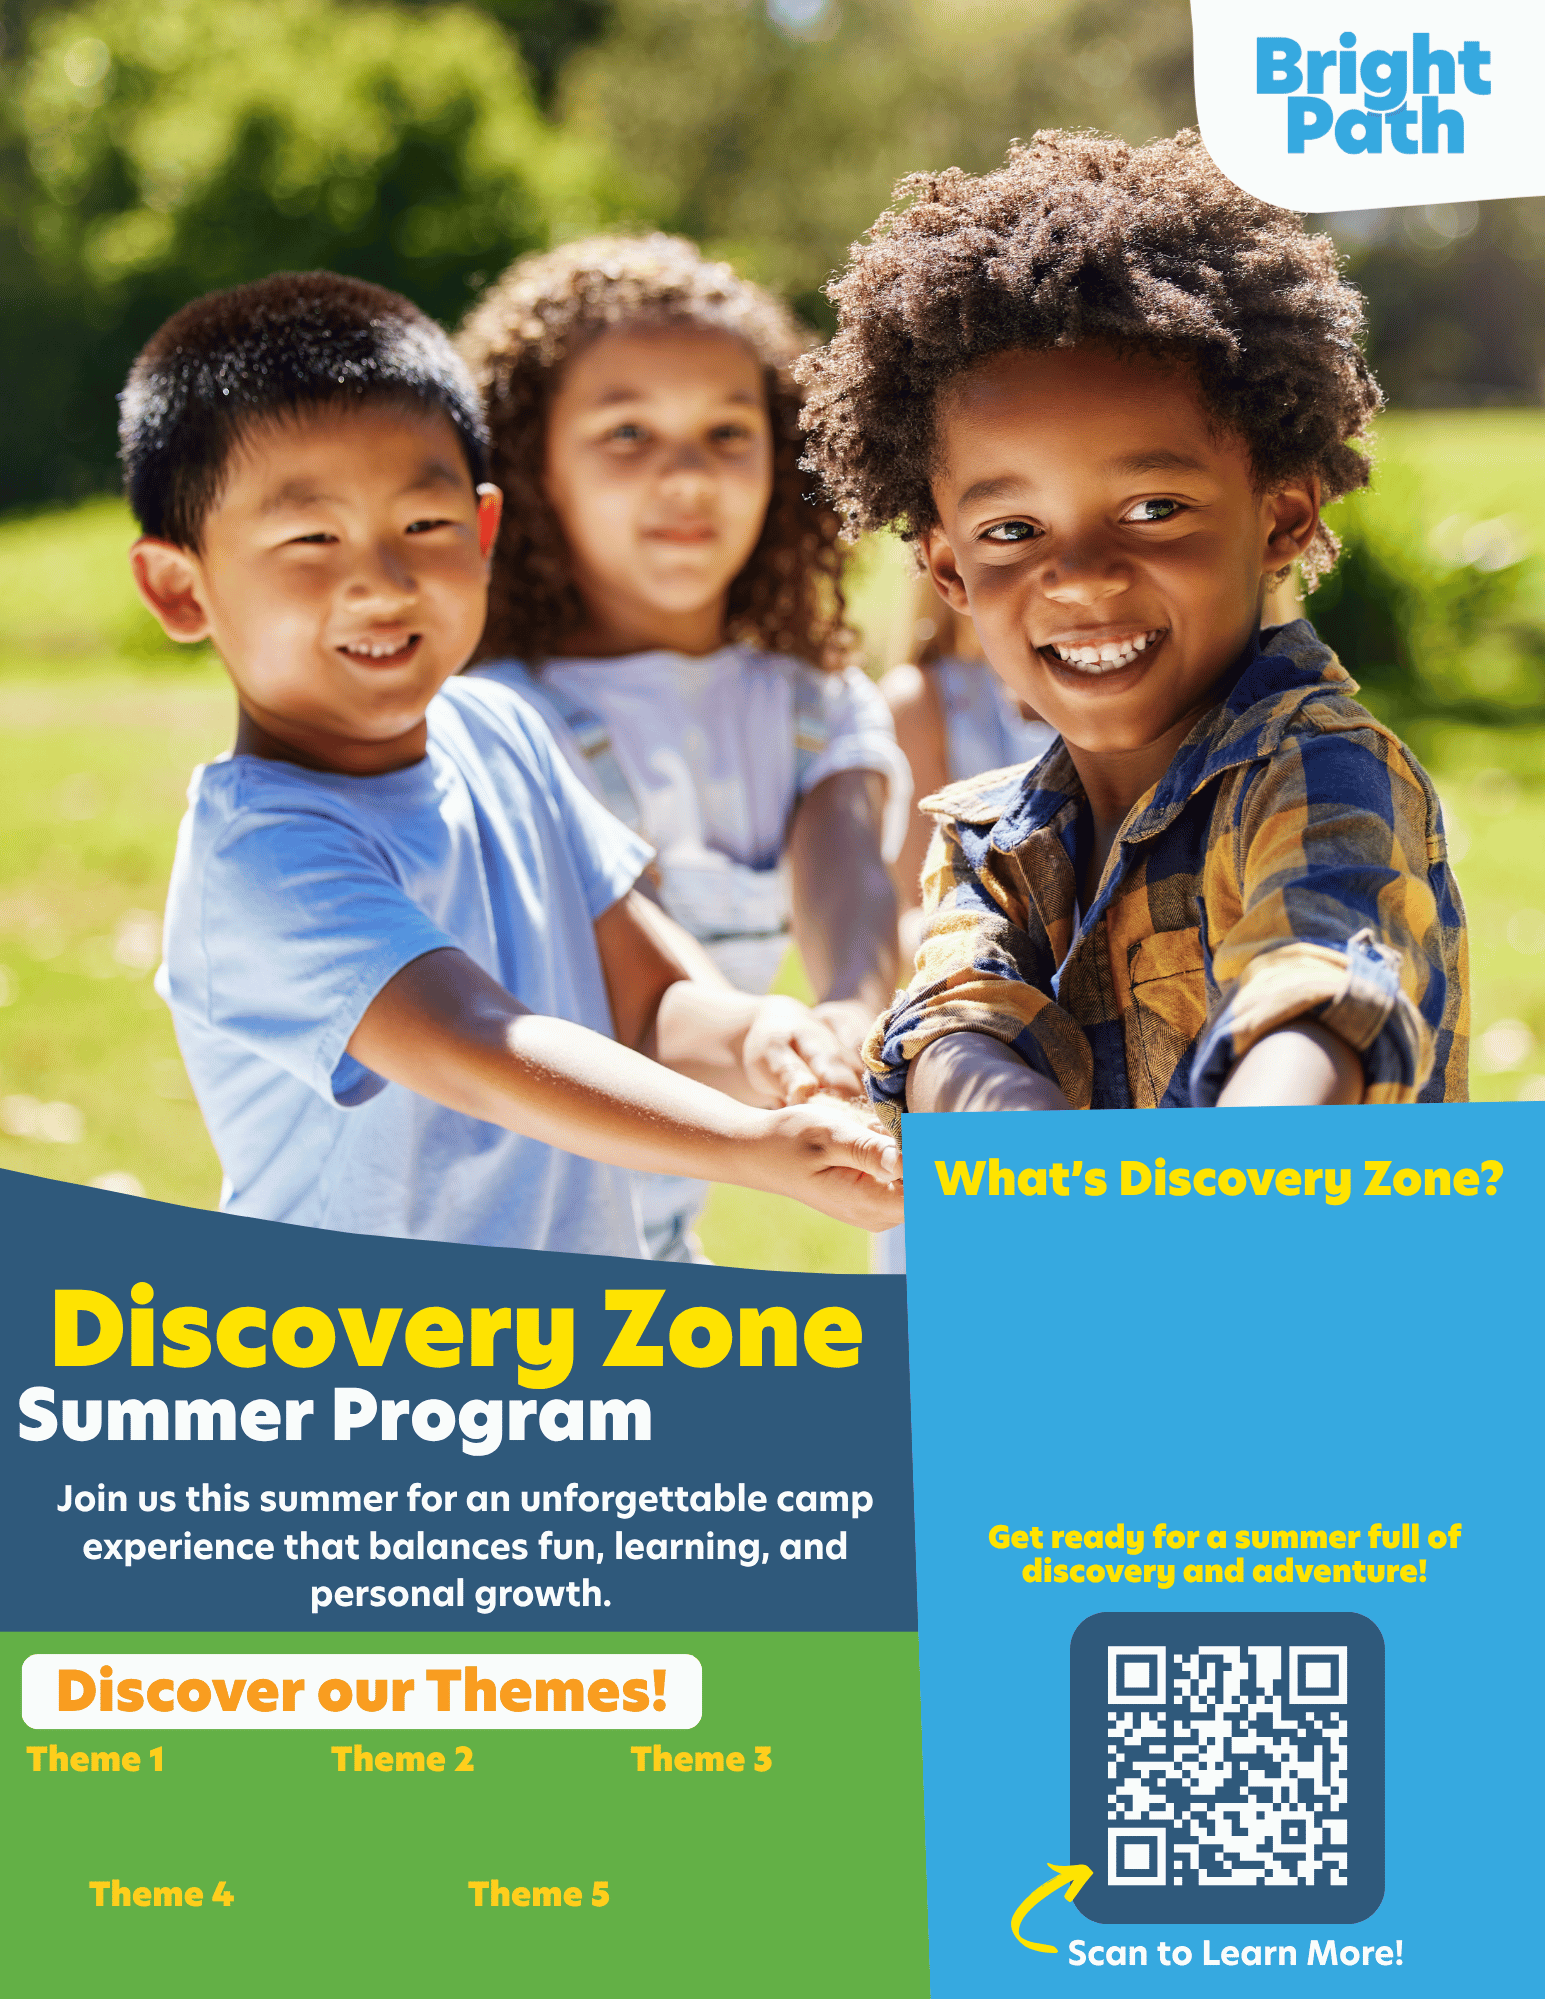 Bright
Path
What's Discovery Zone?
Discovery Zone
Summer Program
Join us this summer for an unforgettable camp
experience that balances fun, learning, and
personal growth.
Get ready for a summer full of
discovery and adventure!
Discover our Themes!
Theme 1
Theme 2
Theme 3
Theme 4
Theme 5
Scan to Learn More!